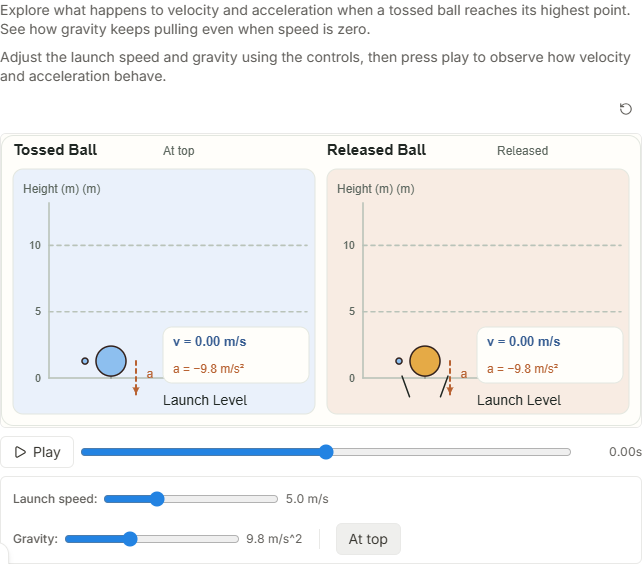 Explore what happens to velocity and acceleration when a tossed ball reaches its highest point.
See how gravity keeps pulling even when speed is zero.
Adjust the launch speed and gravity using the controls, then press play to observe how velocity
and acceleration behave.
Tossed Ball At top
Height (m) (m)
10
5
v = 0.00 m/s
a = −9.8 m/s²
0
a
Launch Level
Released Ball Released
Height (m) (m)
10
5
v = 0.00 m/s
a = −9.8 m/s²
0
a
Launch Level
Play 0.00s
Launch speed: 5.0 m/s
Gravity: 9.8 m/s^2 At top